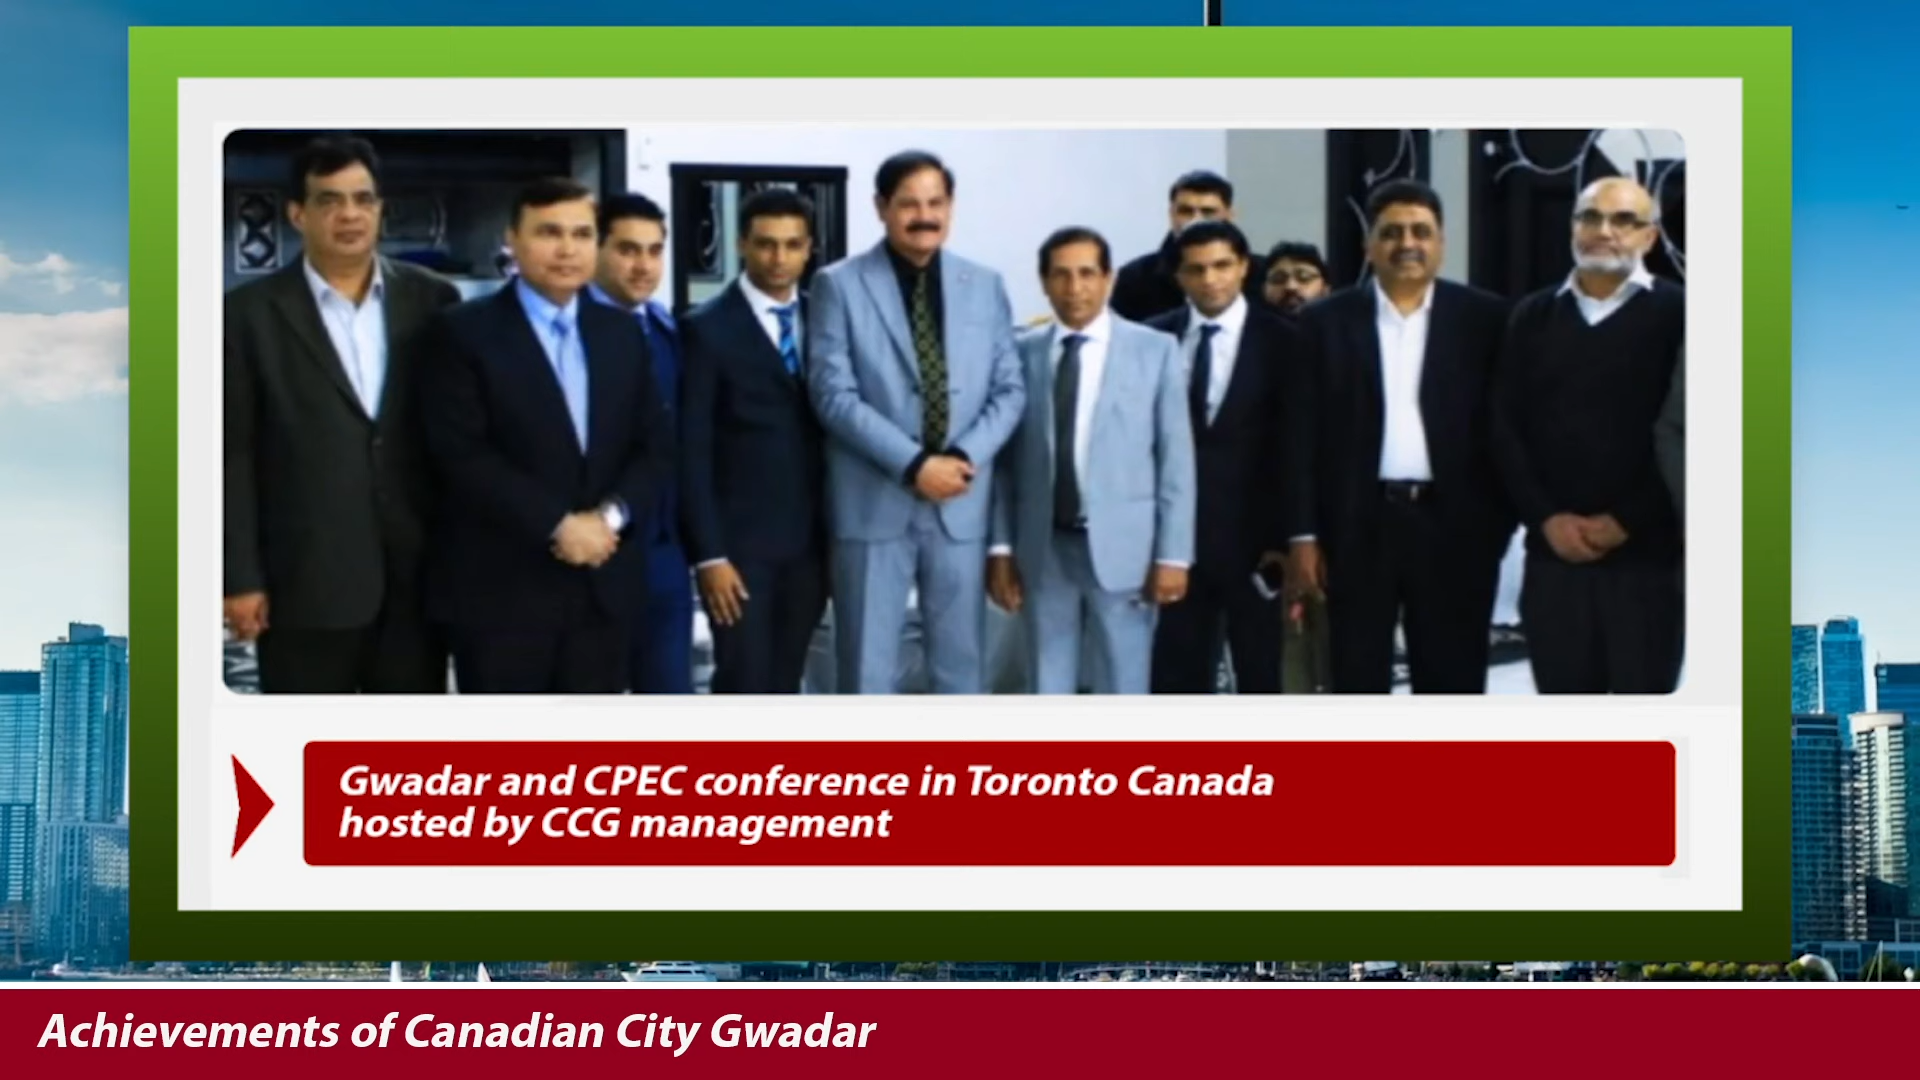 Gwadar and CPEC conference in Toronto Canada
hosted by CCG management
Achievements of Canadian City Gwadar